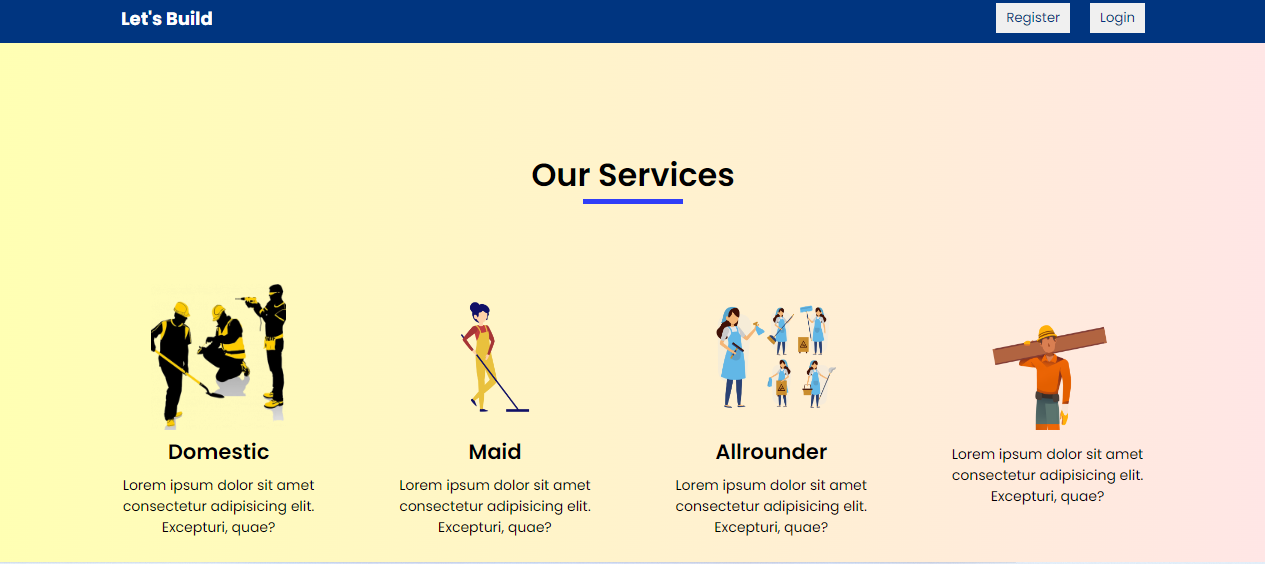 Let's Build
Register
Login
Our Services
Domestic
Lorem ipsum dolor sit amet
consectetur adipisicing elit.
Excepturi, quae?
Maid
Lorem ipsum dolor sit amet
consectetur adipisicing elit.
Excepturi, quae?
Allrounder
Lorem ipsum dolor sit amet
consectetur adipisicing elit.
Excepturi, quae?
Lorem ipsum dolor sit amet
consectetur adipisicing elit.
Excepturi, quae?